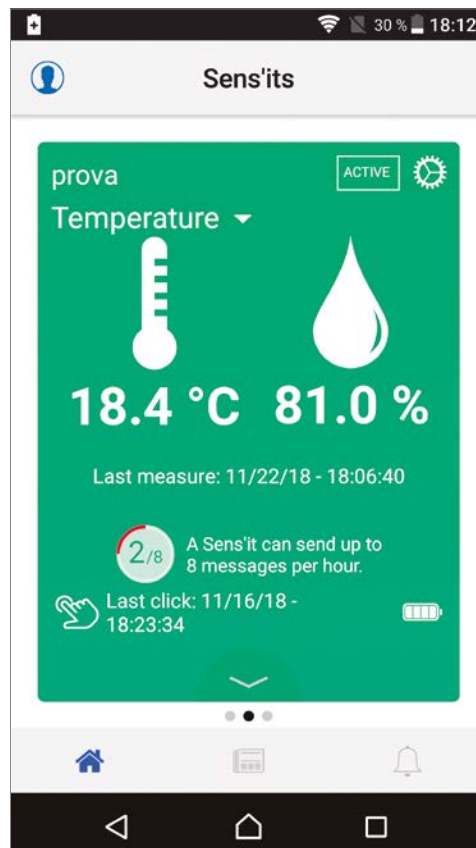 30 % 18:12
Sens'its
prova
ACTIVE
Temperature
18.4 °C 81.0 %
Last measure: 11/22/18 - 18:06:40
2/8
A Sens'it can send up to
8 messages per hour.
Last click: 11/16/18 -
18:23:34